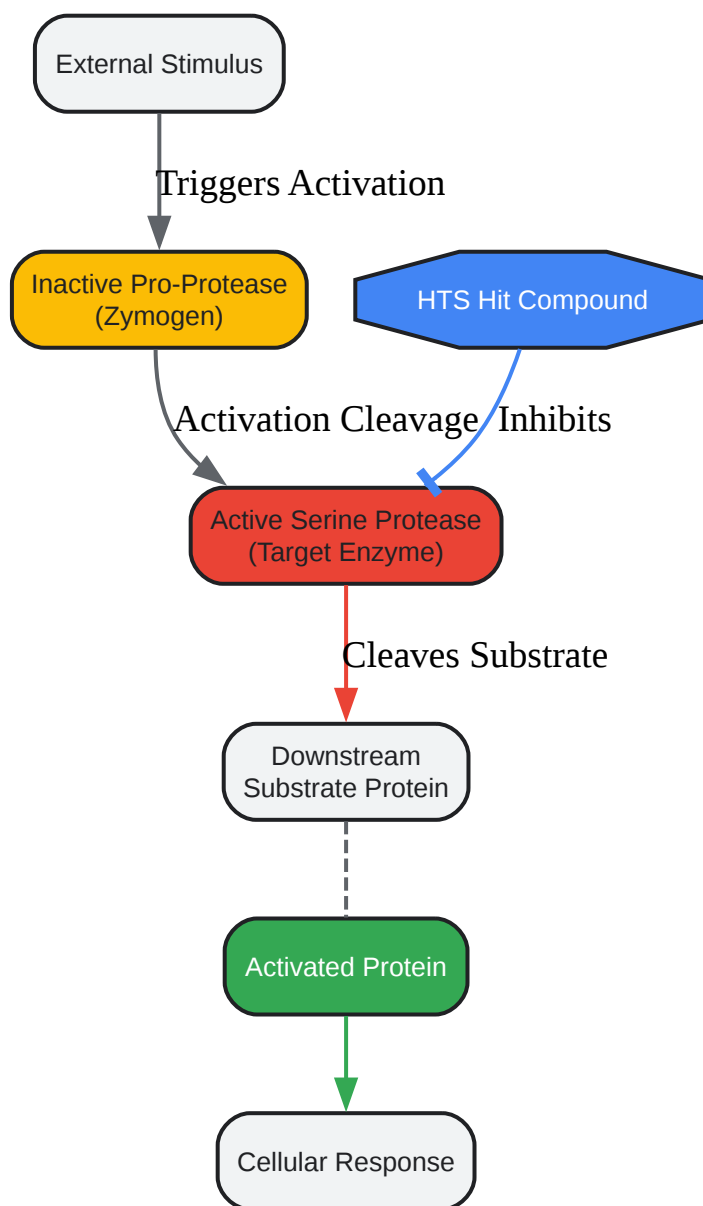 External Stimulus
Triggers Activation
Inactive Pro-Protease
(Zymogen)
HTS Hit Compound
Activation Cleavage
Inhibits
Active Serine Protease
(Target Enzyme)
Cleaves Substrate
Downstream
Substrate Protein
Activated Protein
Cellular Response